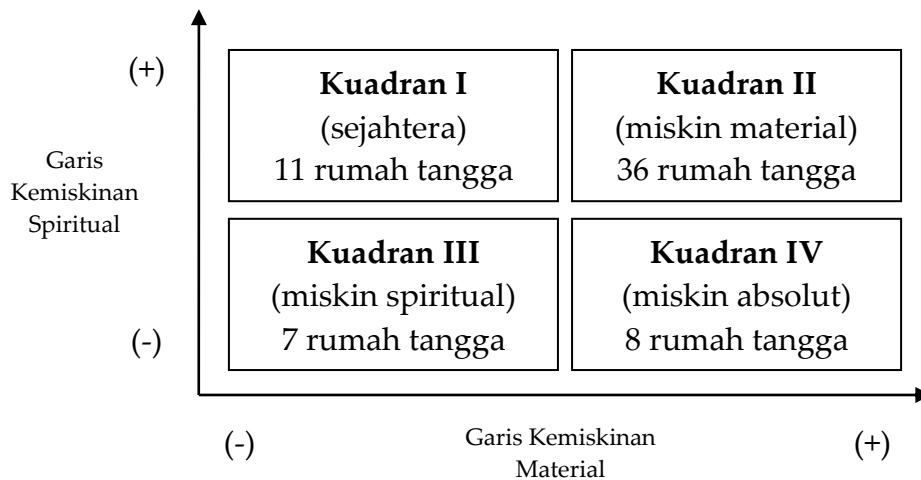 (+)
Garis
Kemiskinan
Spiritual
(-)
Kuadran I
(sejahtera)
11 rumah tangga
Kuadran II
(miskin material)
36 rumah tangga
Kuadran III
(miskin spiritual)
7 rumah tangga
Kuadran IV
(miskin absolut)
8 rumah tangga
(-)
Garis Kemiskinan
Material
(+)